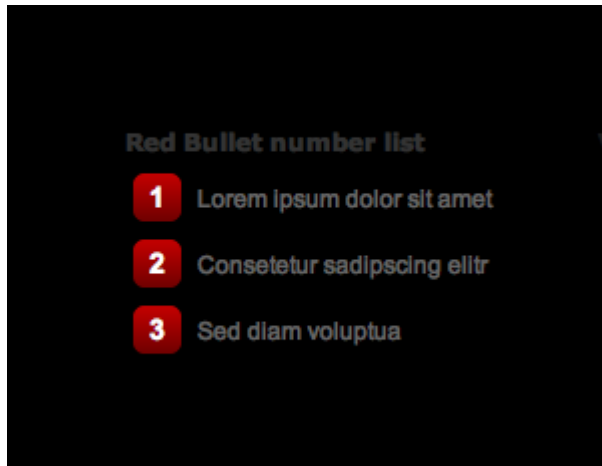 Red Bullet number list
1 Lorem ipsum dolor sit amet
2 Consetetur sadipscing elitr
3 Sed diam voluptua